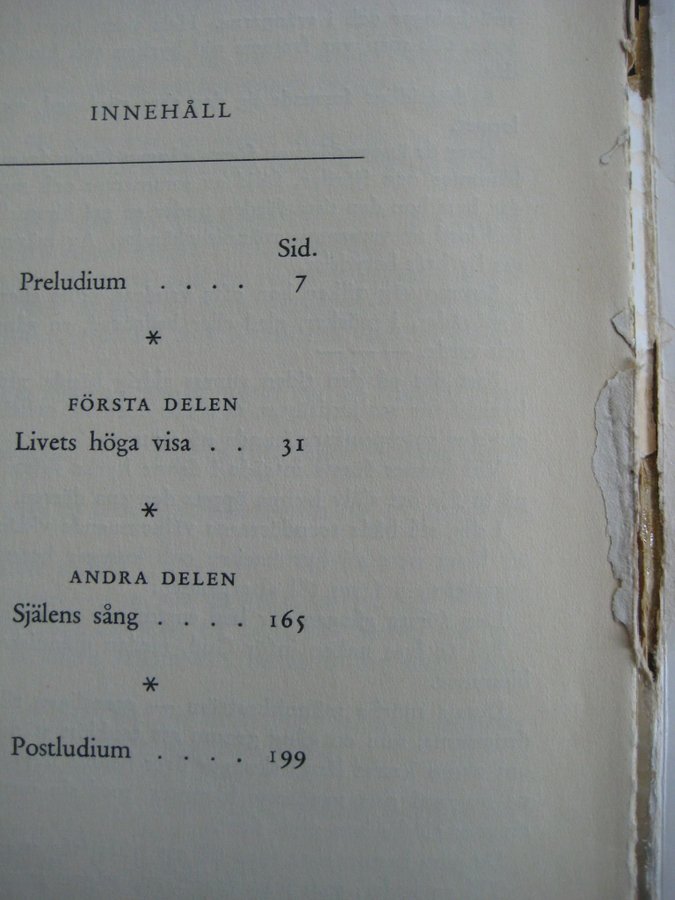 INNEHÅLL
Sid.
Preludium . . . . 7
*
FÖRSTA DELEN
Livets höga visa . . 31
*
ANDRA DELEN
Själens sång . . . . 165
*
Postludium . . . . 199